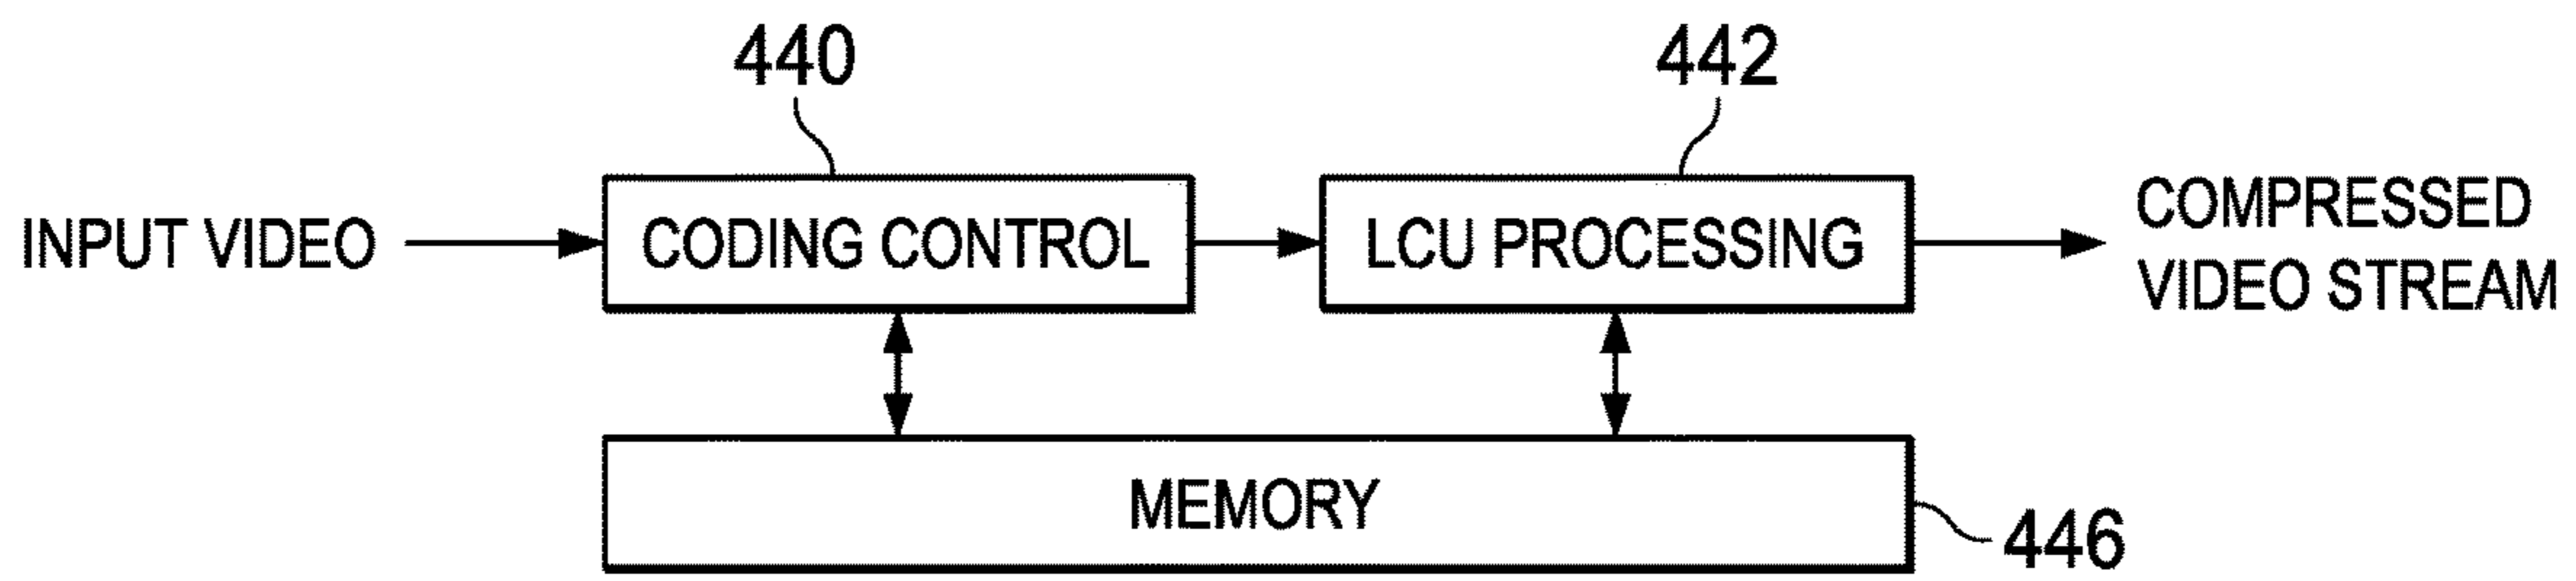 440
442
INPUT VIDEO
CODING CONTROL
LCU PROCESSING
COMPRESSED
VIDEO STREAM
MEMORY
446